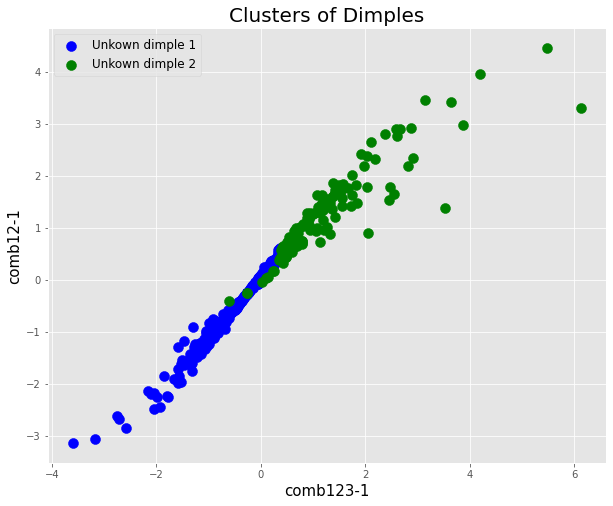 Clusters of Dimples
Unkown dimple 1
Unkown dimple 2
comb12-1
4
3
2
1
0
−1
−2
−3
−4 −2 0 2 4 6
comb123-1